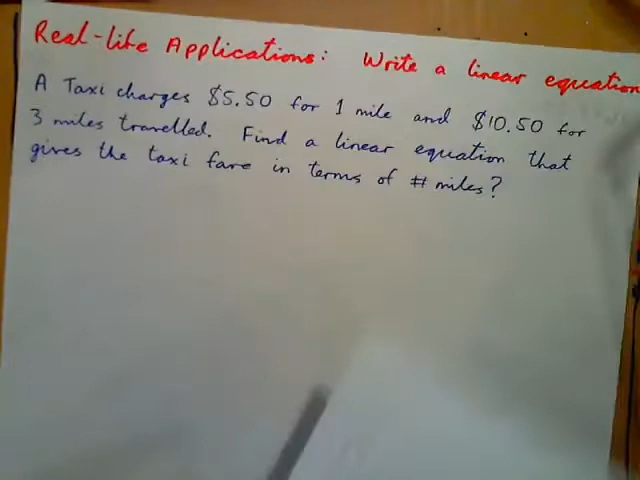 Real-life Applications: Write a linear equation
A Taxi charges $5.50 for 1 mile and $10.50 for
3 miles travelled. Find a linear equation that
gives the taxi fare in terms of # miles?